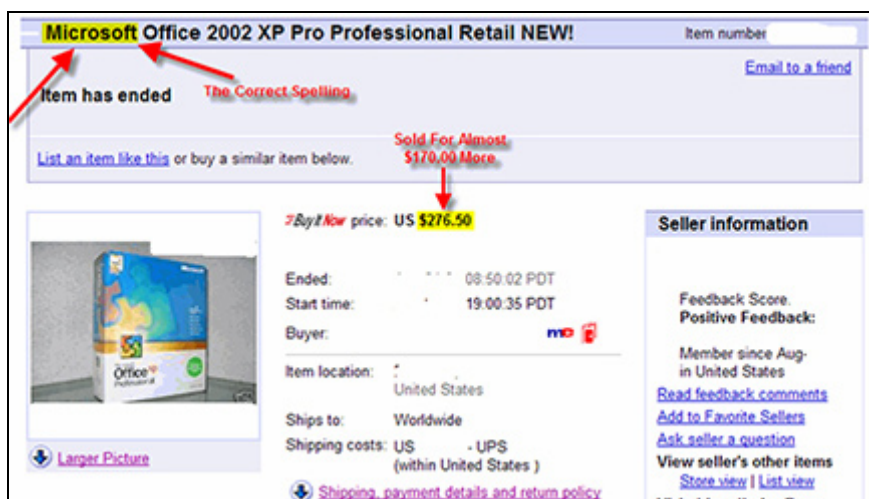 Microsoft Office 2002 XP Pro Professional Retail NEW!
Item number
Email to a friend
Item has ended
The Correct Spelling
List an item like this or buy a similar item below.
Sold For Almost
$170.00 More
Buy It Now price: US $276.50
Seller information
Ended: 08:50:02 PDT
Start time: 19:00:35 PDT
Buyer:
Feedback Score.
Positive Feedback:
Member since Aug-
in United States
Item location:
United States
Read feedback comments
Add to Favorite Sellers
Ask seller a question
Ships to: Worldwide
Shipping costs: US - UPS
(within United States )
View seller's other items
Store view | List view
Office xp
Professional
Larger Picture
Shipping, payment details and return policy